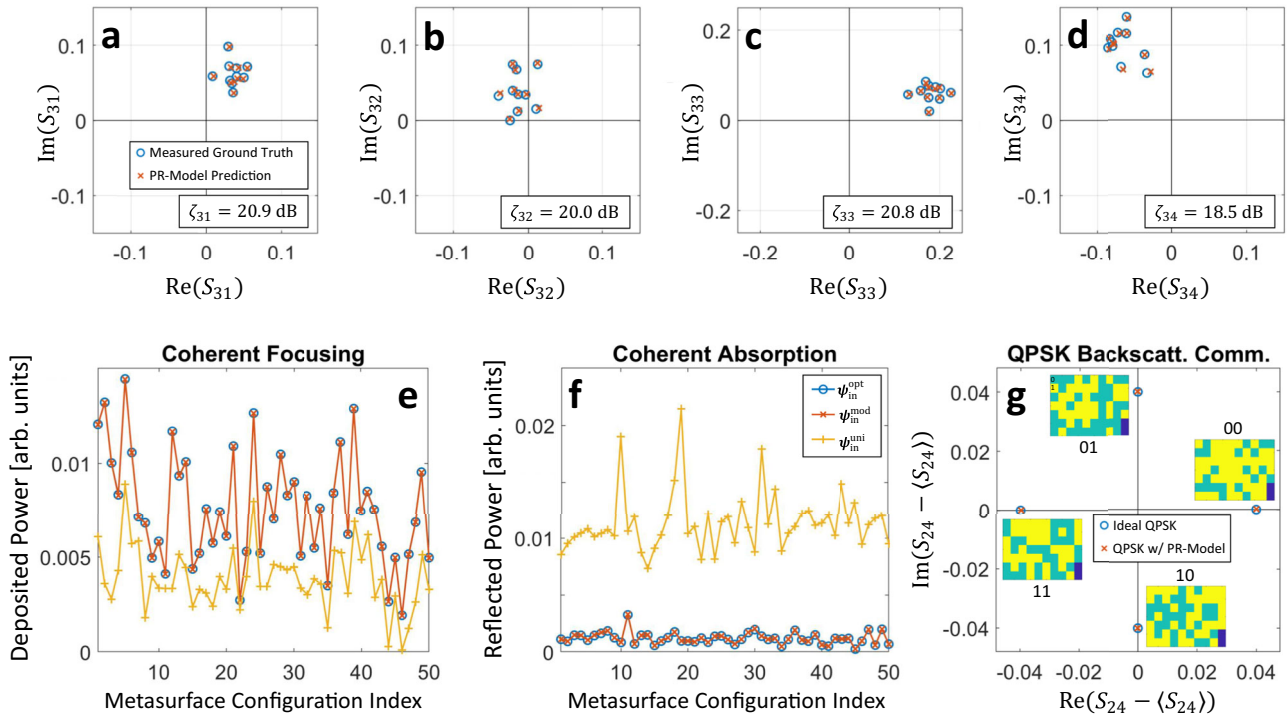 a
Im(S₃₁)
0.1
0
-0.1
Measured Ground Truth
PR-Model Prediction
ζ₃₁ = 20.9 dB
-0.1 0 0.1
Re(S₃₁)
b
Im(S₃₂)
0.1
0
-0.1
ζ₃₂ = 20.0 dB
-0.1 0 0.1
Re(S₃₂)
c
Im(S₃₃)
0.2
0
-0.2
ζ₃₃ = 20.8 dB
-0.2 0 0.2
Re(S₃₃)
d
Im(S₃₄)
0.1
0
-0.1
ζ₃₄ = 18.5 dB
-0.1 0 0.1
Re(S₃₄)
Coherent Focusing
e
Deposited Power [arb. units]
0.01
0.005
0
10 20 30 40 50
Metasurface Configuration Index
Coherent Absorption
f
Reflected Power [arb. units]
0.02
0.01
0
ψ_in^opt
ψ_in^mod
ψ_in^uni
10 20 30 40 50
Metasurface Configuration Index
QPSK Backscatt. Comm.
g
Im(S₂₄ − ⟨S₂₄⟩)
0.04
0.02
0
-0.02
-0.04
0
1
01
00
Ideal QPSK
QPSK w/ PR-Model
11
10
-0.04 -0.02 0 0.02 0.04
Re(S₂₄ − ⟨S₂₄⟩)